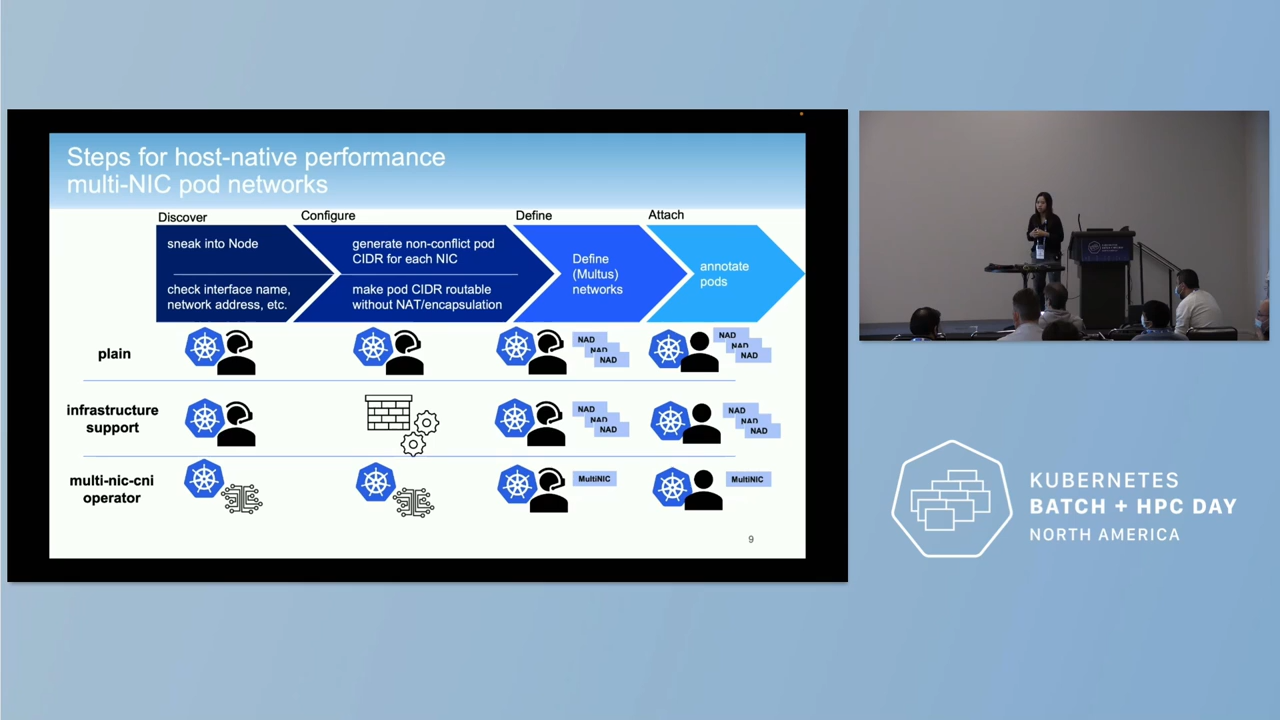 Steps for host-native performance
multi-NIC pod networks
Discover
Configure
Define
Attach
sneak into Node
check interface name,
network address, etc.
generate non-conflict pod
CIDR for each NIC
make pod CIDR routable
without NAT/encapsulation
Define
(Multus)
networks
annotate
pods
plain
NAD
NAD
NAD
NAD
NAD
NAD
infrastructure
support
NAD
NAD
NAD
NAD
NAD
NAD
multi-nic-cni
operator
MultiNIC
MultiNIC
9
KUBERNETES
BATCH + HPC DAY
NORTH AMERICA